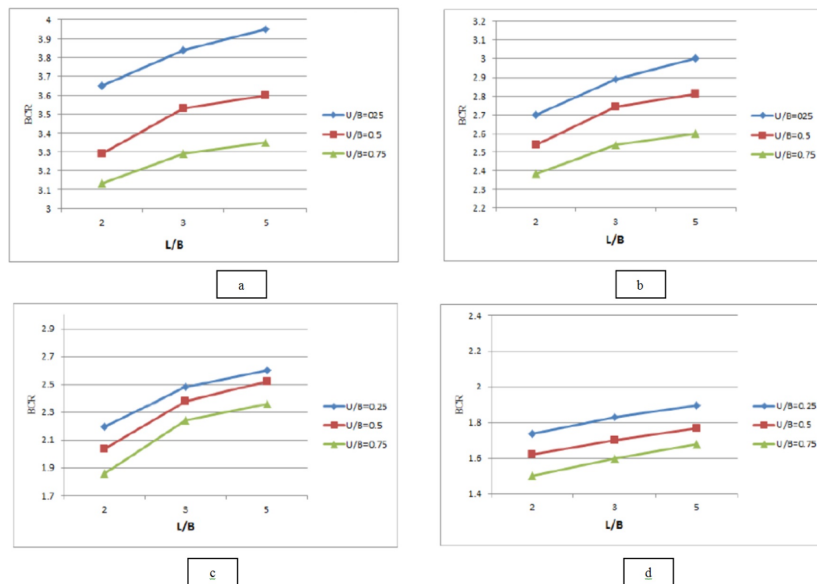 4
3.9
3.8
3.7
3.6
3.5
3.4
3.3
3.2
3.1
3
BCR
2
3
5
L/B
U/B=025
U/B=0.5
U/B=0.75
a
3.2
3.1
3
2.9
2.8
2.7
2.6
2.5
2.4
2.3
2.2
BCR
2
3
5
L/B
U/B=025
U/B=0.5
U/B=0.75
b
2.9
2.7
2.5
2.3
2.1
1.9
1.7
BCR
2
3
5
L/B
U/B=0.25
U/B=0.5
U/B=0.75
c
2.4
2.2
2
1.8
1.6
1.4
BCR
2
3
5
L/B
U/B=0.25
U/B=0.5
U/B=0.75
d